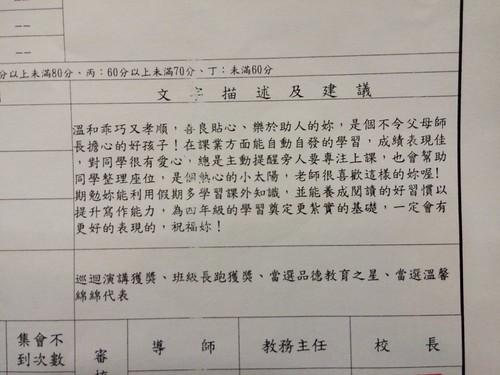 分以上未滿80分、丙：60分以上未滿70分、丁：未滿60分
文字描述及建議
溫和乖巧又孝順，善良貼心、樂於助人的妳，是個不令父母師
長擔心的好孩子！在課業方面能自動自發的學習，成績表現佳
，對同學很有愛心，總是主動提醒旁人要專注上課，也會幫助
同學整理座位，是個熱心的小太陽，老師很喜歡這樣的妳喔！
期勉妳能利用假期多學習課外知識，並能養成閱讀的好習慣以
提升寫作能力，為四年級的學習奠定更紮實的基礎，一定會有
更好的表現的，祝福妳！
巡迴演講獲獎、班級長跑獲獎、當選品德教育之星、當選溫馨
綿綿代表
集會不
到次數
審
導師
教務主任
校長